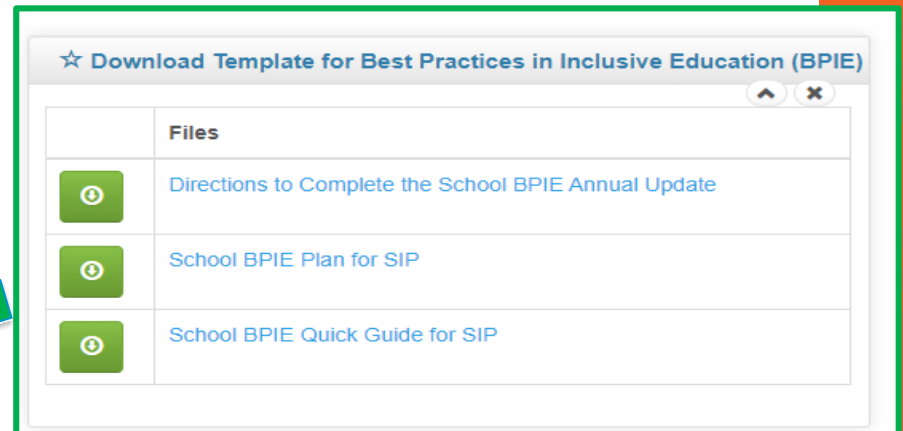 ☆ Download Template for Best Practices in Inclusive Education (BPIE)
Files
Directions to Complete the School BPIE Annual Update
School BPIE Plan for SIP
School BPIE Quick Guide for SIP